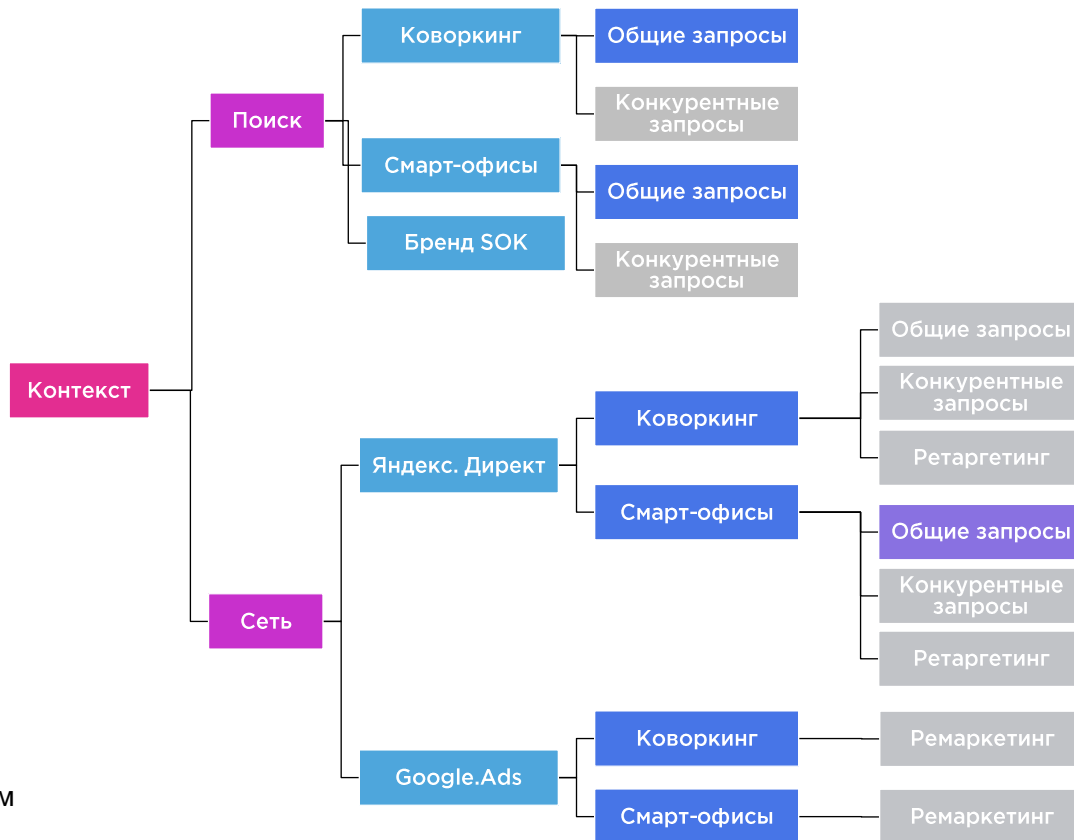 Коворкинг
Общие запросы
Конкурентные
запросы
Поиск
Смарт-офисы
Общие запросы
Бренд SOK
Конкурентные
запросы
Контекст
Общие запросы
Конкурентные
запросы
Коворкинг
Ретаргетинг
Яндекс. Директ
Смарт-офисы
Общие запросы
Конкурентные
запросы
Сеть
Ретаргетинг
Коворкинг
Ремаркетинг
Google.Ads
Смарт-офисы
Ремаркетинг
м